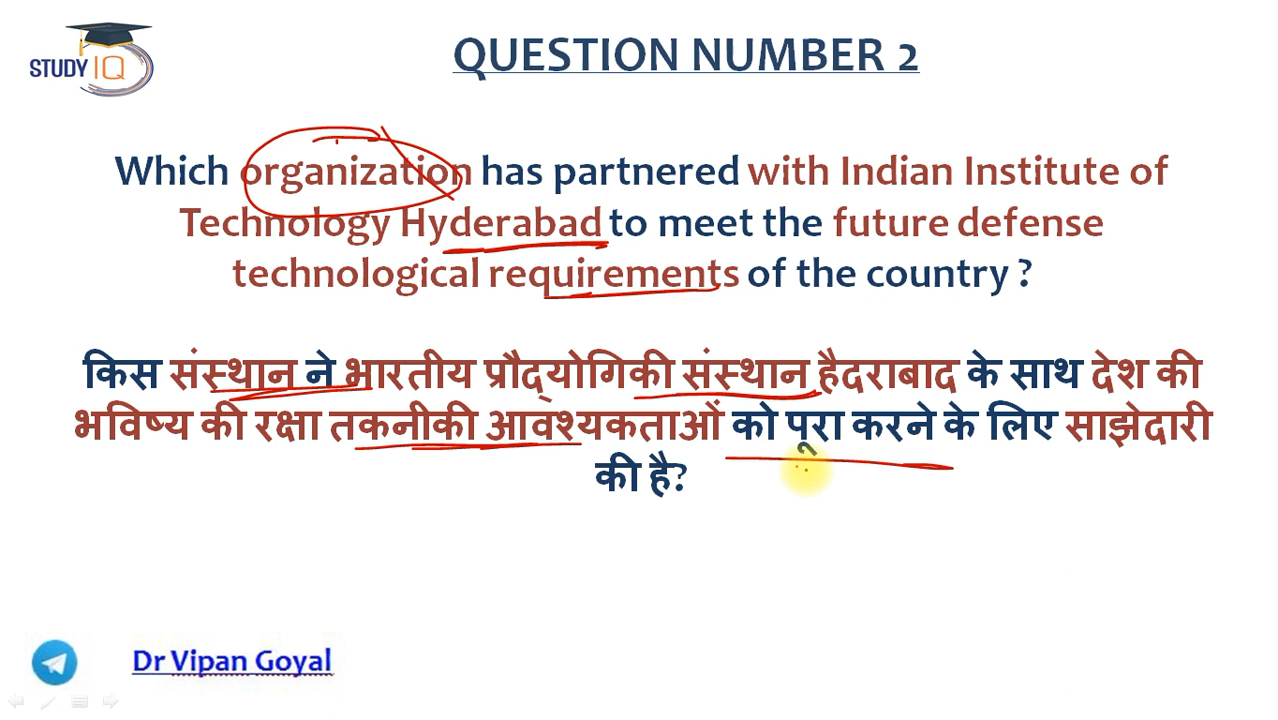 STUDY IQ
QUESTION NUMBER 2
Which organization has partnered with Indian Institute of
Technology Hyderabad to meet the future defense
technological requirements of the country ?
किस संस्थान ने भारतीय प्रौद्योगिकी संस्थान हैदराबाद के साथ देश की
भविष्य की रक्षा तकनीकी आवश्यकताओं को पूरा करने के लिए साझेदारी
की है?
Dr Vipan Goyal